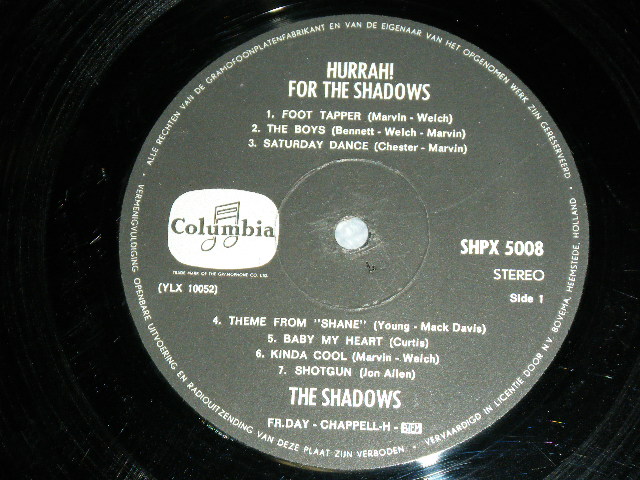 ALLE RECHTEN VAN DE GRAMOFOONPLATENFABRIKANT EN VAN DE EIGENAAR VAN HET OPGENOMEN WERK ZIJN GERESERVEERD
HURRAH!
FOR THE SHADOWS
1. FOOT TAPPER (Marvin - Welch)
2. THE BOYS (Bennett - Welch - Marvin)
3. SATURDAY DANCE (Chester - Marvin)
Columbia
TRADE MARK OF THE GRAMOPHONE CO. LTD.
(YLX 10052)
SHPX 5008
STEREO
Side 1
4. THEME FROM "SHANE" (Young - Mack Davis)
5. BABY MY HEART (Curtis)
6. KINDA COOL (Marvin - Welch)
7. SHOTGUN (Jon Allen)
THE SHADOWS
FR.DAY - CHAPPELL-H -
VERMENIGVULDIGING OPENBARE UITVOERING EN RADIOUITZENDING VAN DEZE PLAAT ZIJN VERBODEN - VERVAARDIGD IN LICENTIE DOOR N.V. BOVEMA, HEEMSTEDE, HOLLAND -